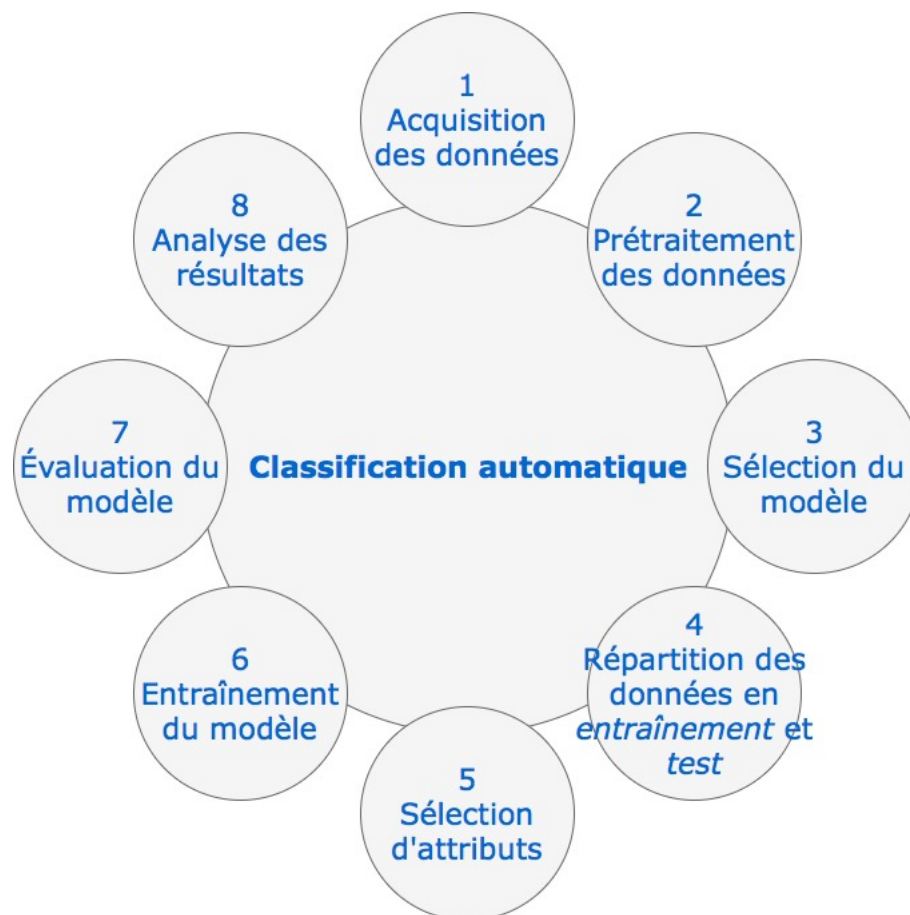 1
Acquisition
des données
2
Prétraitement
des données
3
Sélection du
modèle
4
Répartition des
données en
entraînement et
test
5
Sélection
d'attributs
6
Entraînement
du modèle
7
Évaluation du
modèle
8
Analyse des
résultats
Classification automatique